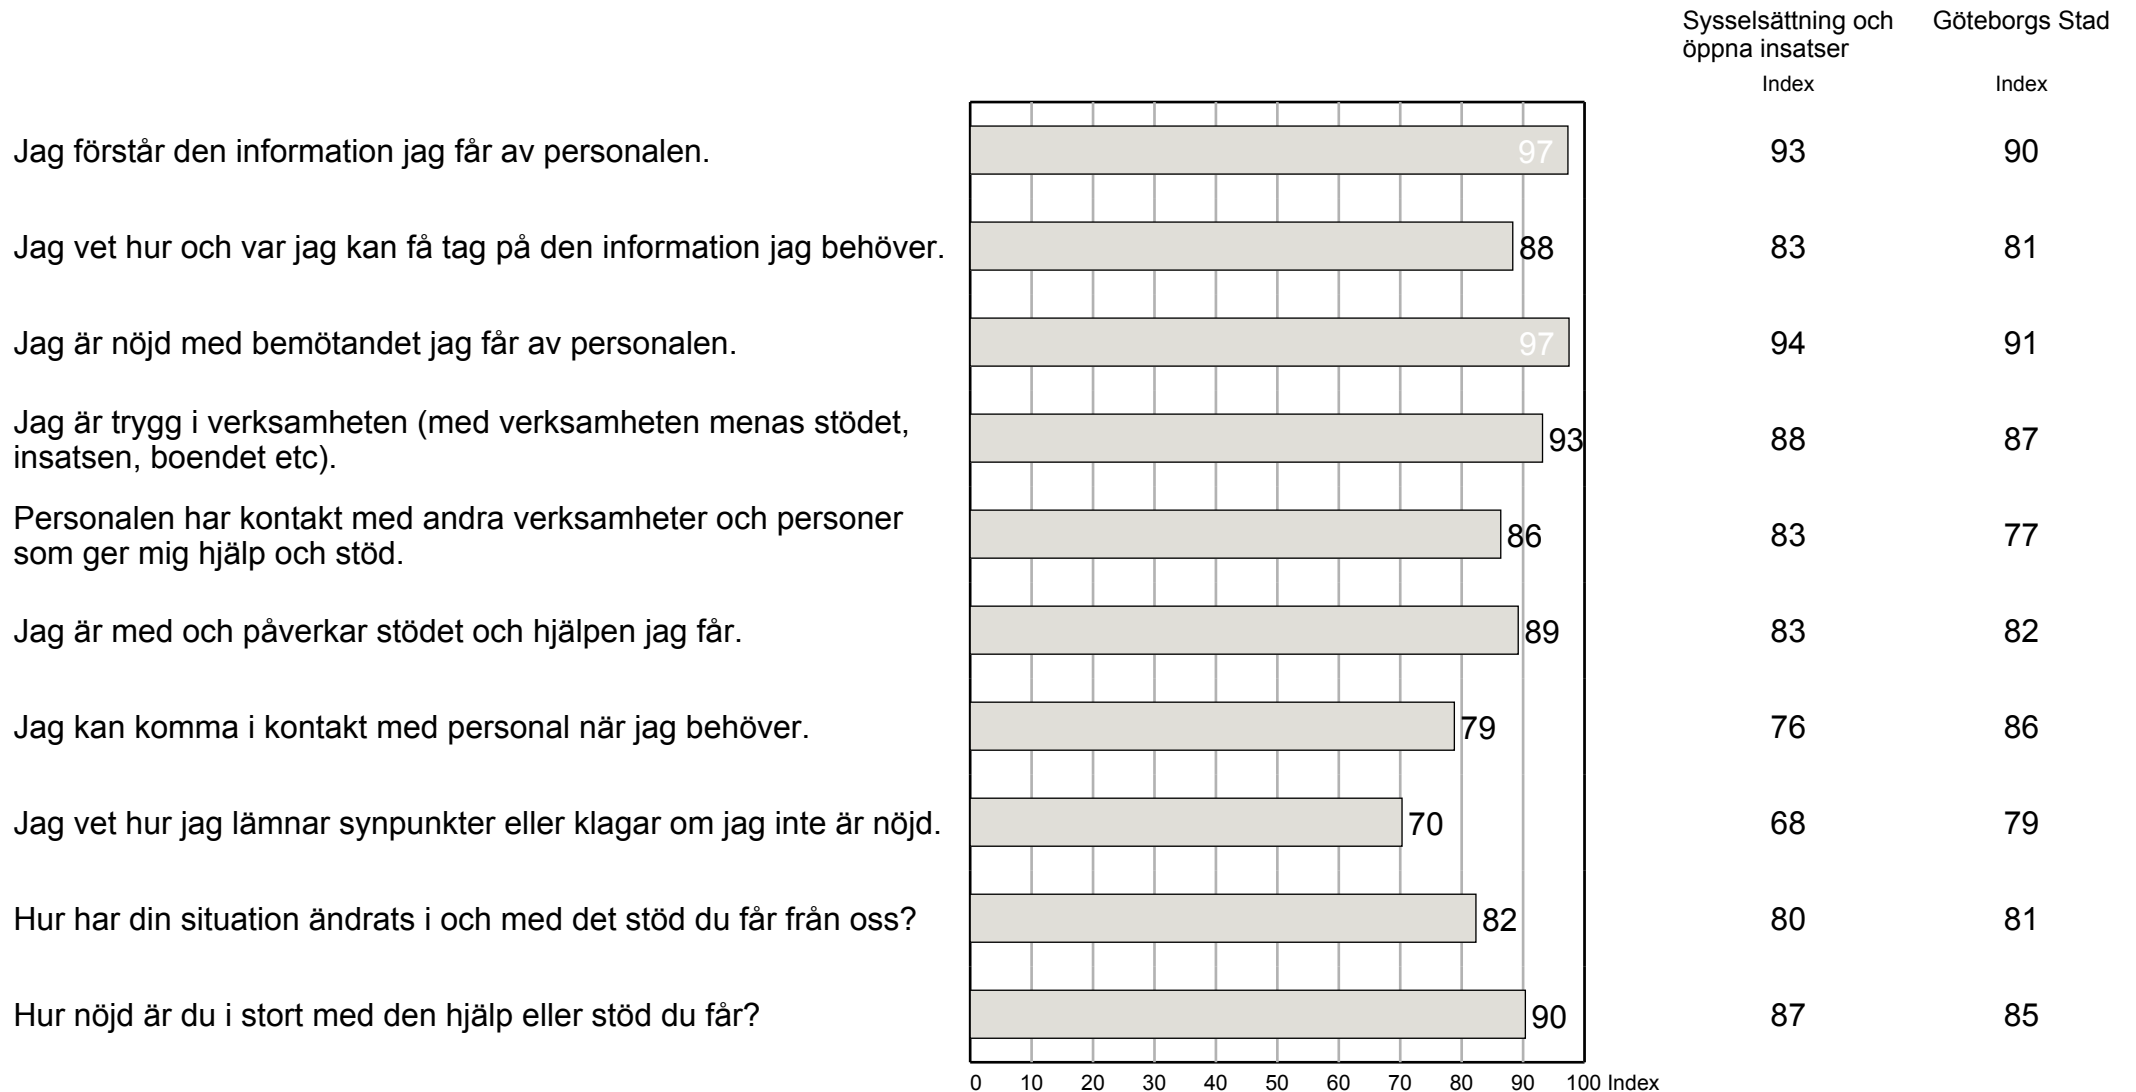 Sysselsättning och
öppna insatser
Göteborgs Stad
Index
Index
Jag förstår den information jag får av personalen.
97
93
90
Jag vet hur och var jag kan få tag på den information jag behöver.
88
83
81
Jag är nöjd med bemötandet jag får av personalen.
97
94
91
Jag är trygg i verksamheten (med verksamheten menas stödet,
insatsen, boendet etc).
93
88
87
Personalen har kontakt med andra verksamheter och personer
som ger mig hjälp och stöd.
86
83
77
Jag är med och påverkar stödet och hjälpen jag får.
89
83
82
Jag kan komma i kontakt med personal när jag behöver.
79
76
86
Jag vet hur jag lämnar synpunkter eller klagar om jag inte är nöjd.
70
68
79
Hur har din situation ändrats i och med det stöd du får från oss?
82
80
81
Hur nöjd är du i stort med den hjälp eller stöd du får?
90
87
85
0 10 20 30 40 50 60 70 80 90 100 Index